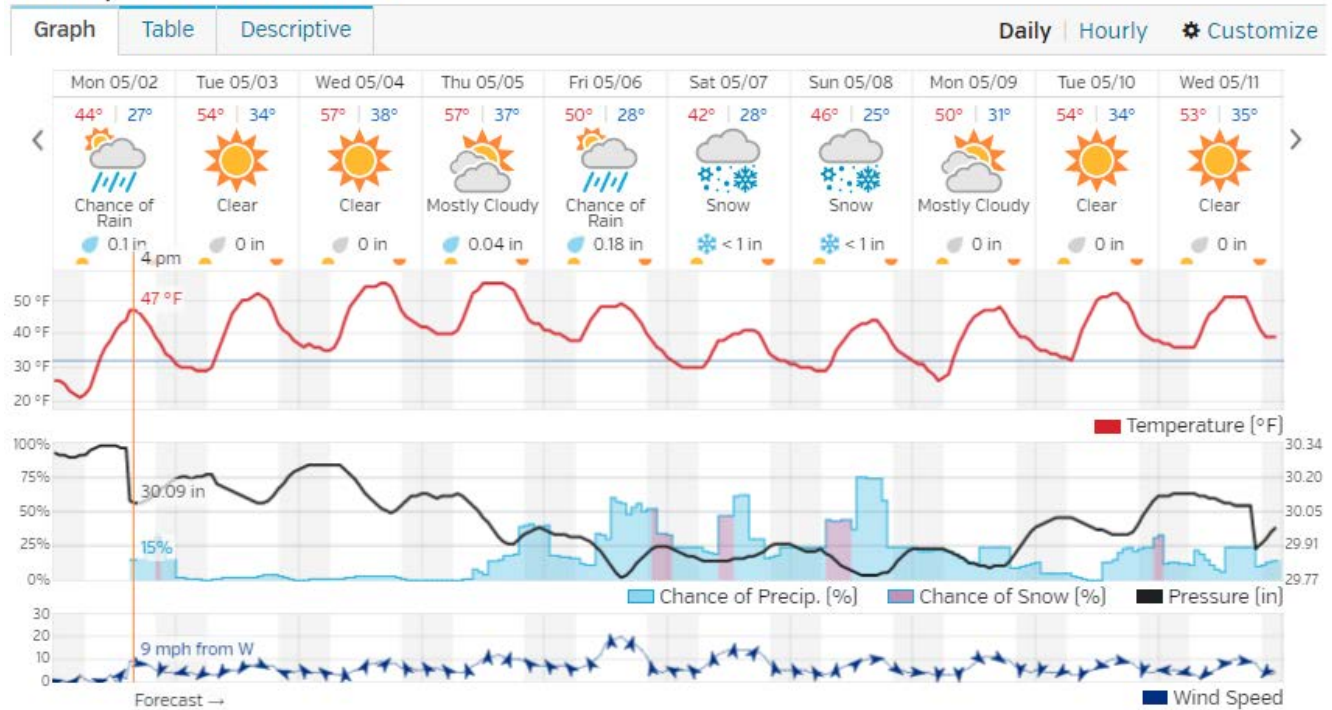 Graph Table Descriptive Daily Hourly Customize
Mon 05/02 Tue 05/03 Wed 05/04 Thu 05/05 Fri 05/06 Sat 05/07 Sun 05/08 Mon 05/09 Tue 05/10 Wed 05/11
44° | 27° 54° | 34° 57° | 38° 57° | 37° 50° | 28° 42° | 28° 46° | 25° 50° | 31° 54° | 34° 53° | 35°
Chance of Rain Clear Clear Mostly Cloudy Chance of Rain Snow Snow Mostly Cloudy Clear Clear
0.1 in 0 in 0 in 0.04 in 0.18 in < 1 in < 1 in 0 in 0 in 0 in
4 pm
50 °F 47 °F
40 °F
30 °F
20 °F
Temperature (°F)
100% 30.34
75% 30.20
30.09 in
50% 30.05
25% 15% 29.91
0% 29.77
Chance of Precip. (%) Chance of Snow (%) Pressure (in)
30
20
10 9 mph from W
0
Forecast → Wind Speed